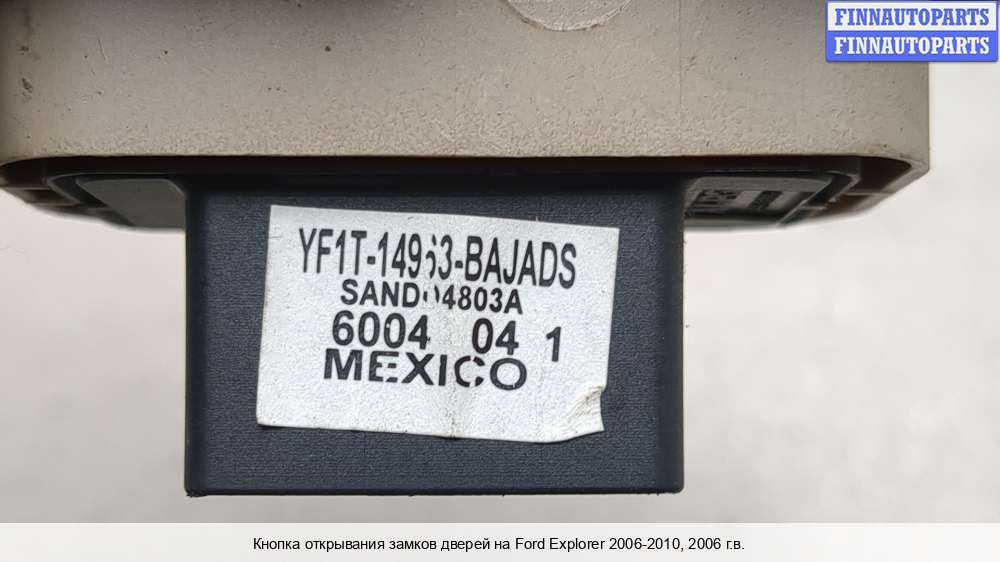 FINNAUTOPARTS
FINNAUTOPARTS
YF1T-14963-BAJADS
SAND04803A
6004 04 1
MEXICO
Кнопка открывания замков дверей на Ford Explorer 2006-2010, 2006 г.в.